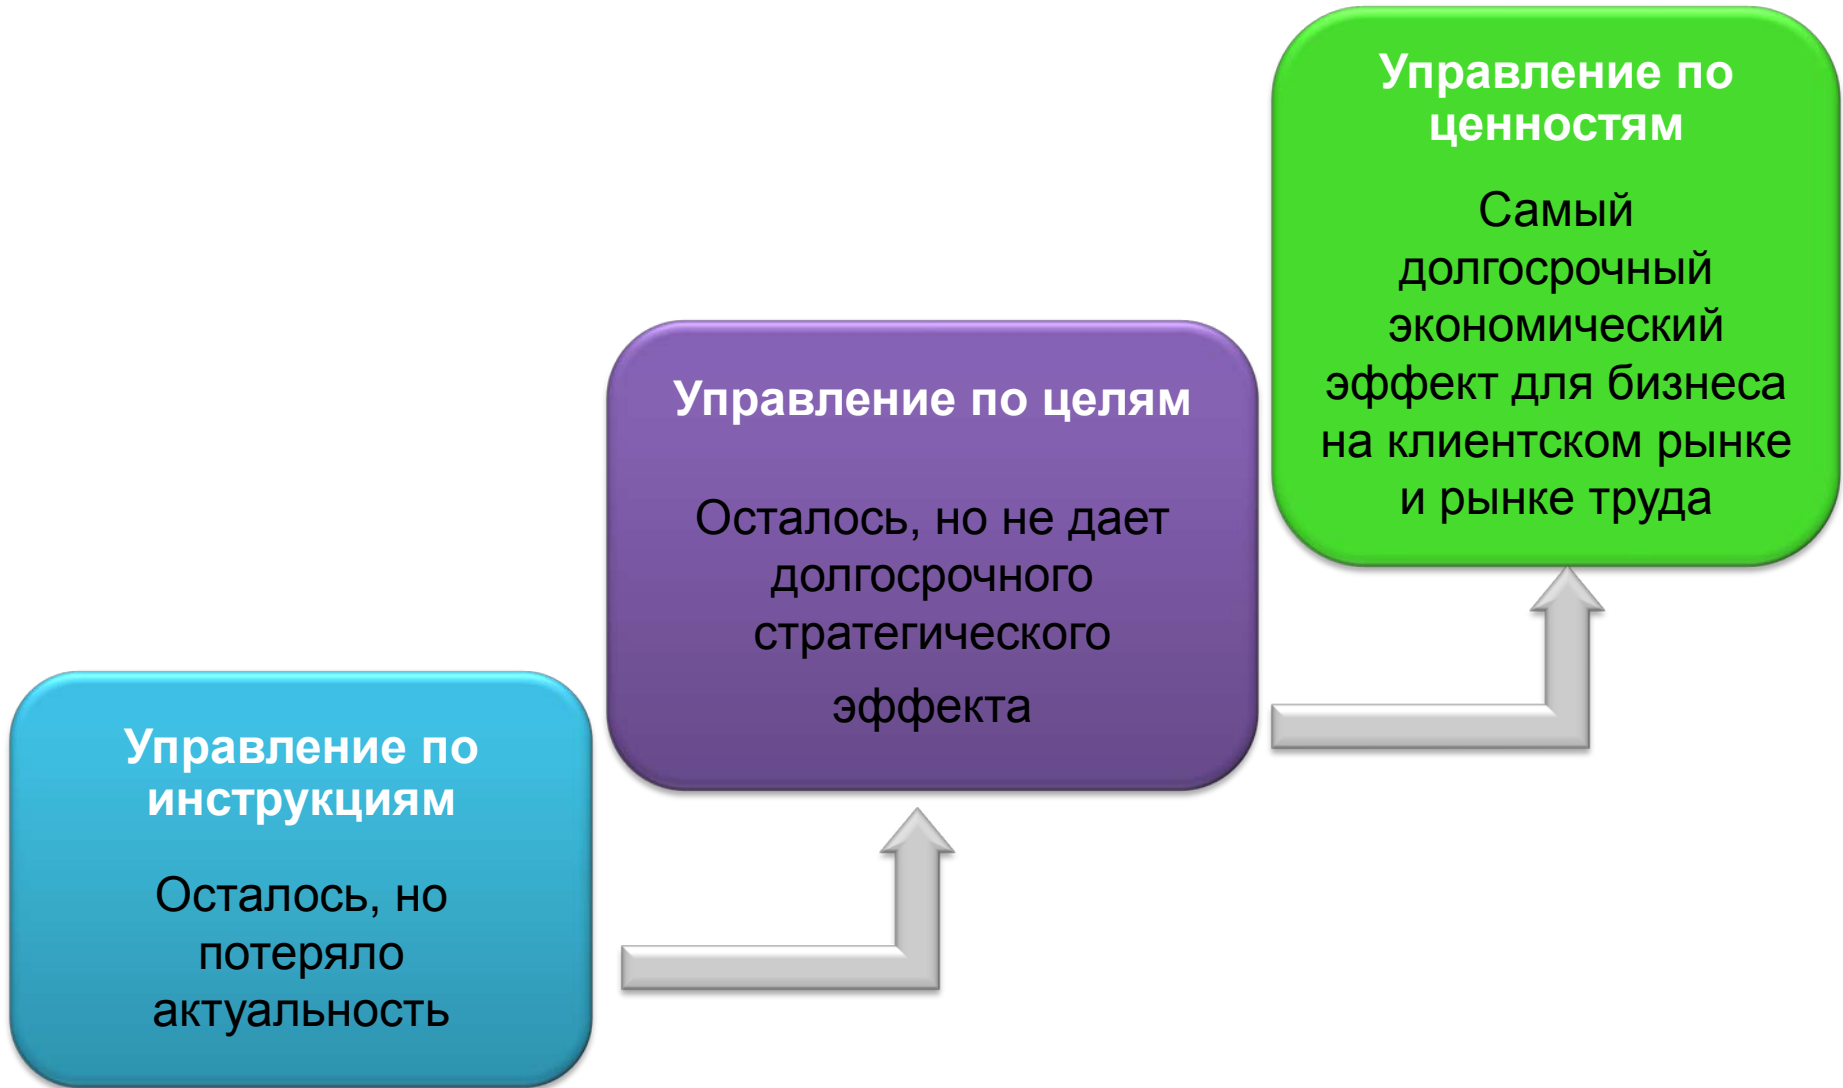 Управление по
инструкциям
Осталось, но
потеряло
актуальность
Управление по целям
Осталось, но не дает
долгосрочного
стратегического
эффекта
Управление по
ценностям
Самый
долгосрочный
экономический
эффект для бизнеса
на клиентском рынке
и рынке труда